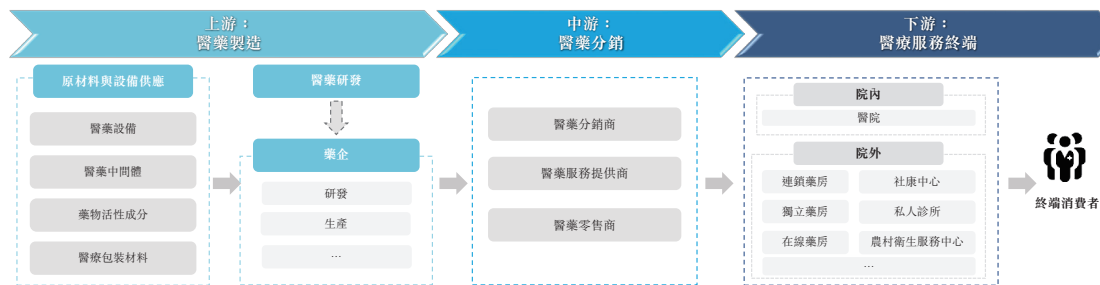 上游：
醫藥製造
中游：
醫藥分銷
下游：
醫療服務終端
原材料與設備供應
醫藥設備
醫藥中間體
藥物活性成分
醫療包裝材料
醫藥研發
藥企
研發
生產
...
醫藥分銷商
醫藥服務提供商
醫藥零售商
院內
醫院
院外
連鎖藥房
社康中心
獨立藥房
私人診所
在線藥房
農村衛生服務中心
...
終端消費者